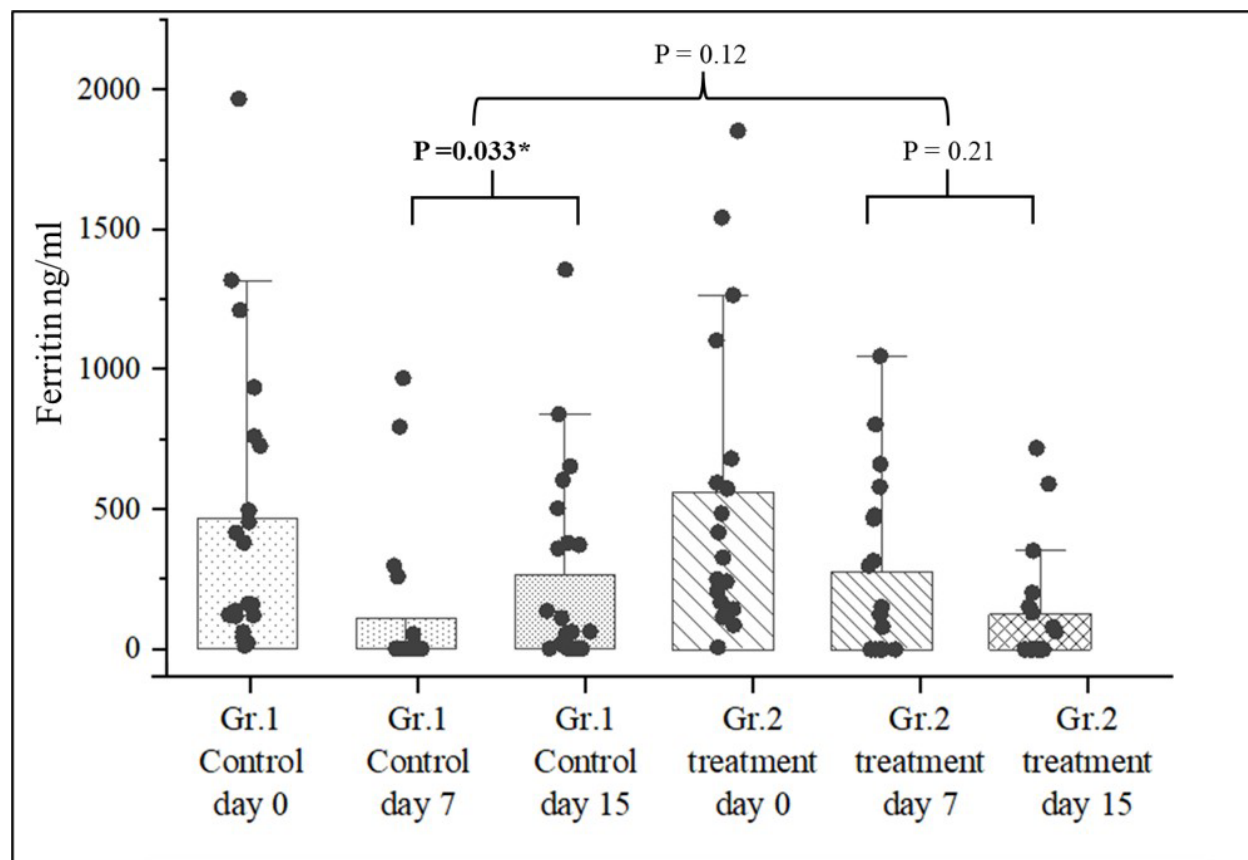 Ferritin ng/ml
2000
1500
1000
500
0
P = 0.12
P =0.033*
P = 0.21
Gr.1
Control
day 0
Gr.1
Control
day 7
Gr.1
Control
day 15
Gr.2
treatment
day 0
Gr.2
treatment
day 7
Gr.2
treatment
day 15